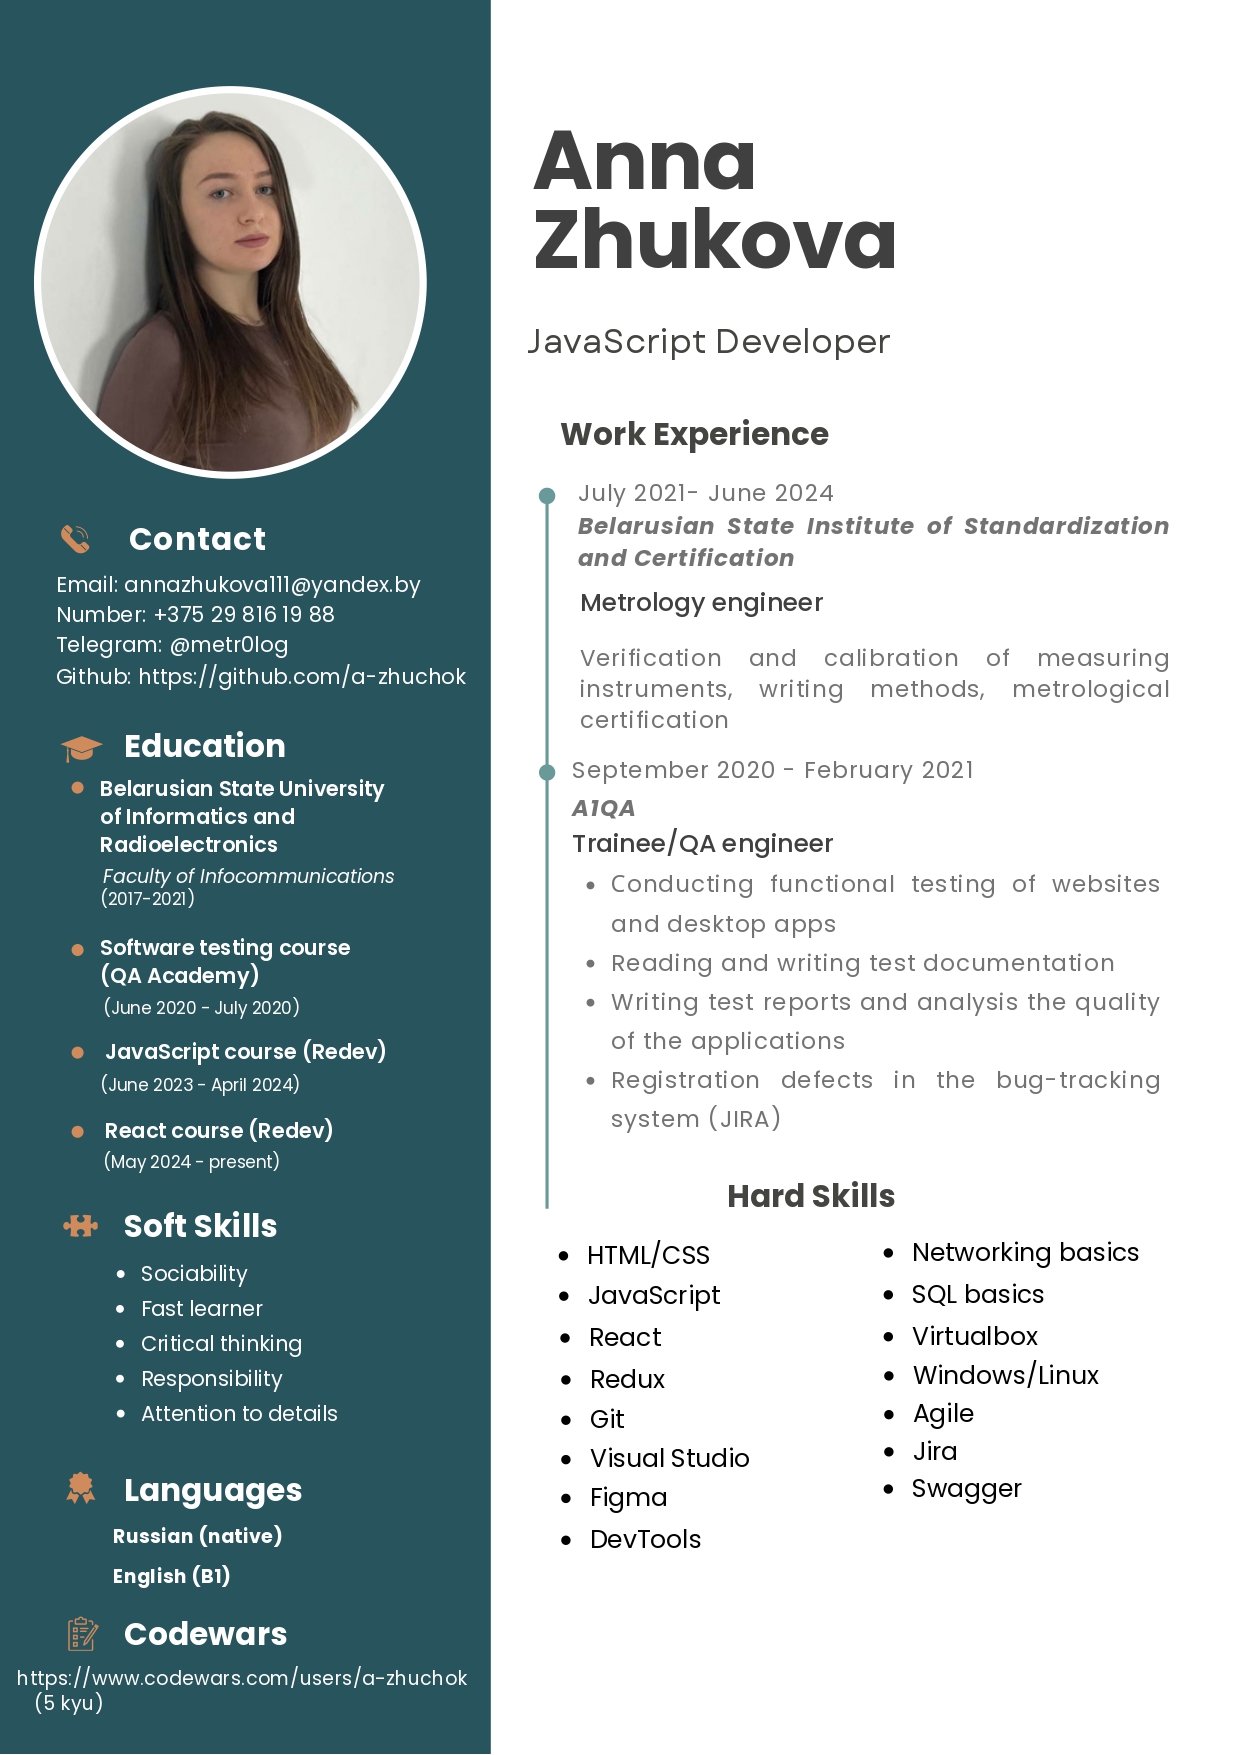 Anna
Zhukova
JavaScript Developer
Contact
Email: annazhukova111@yandex.by
Number: +375 29 816 19 88
Telegram: @metr0log
Github: https://github.com/a-zhuchok
Education
Belarusian State University
of Informatics and
Radioelectronics
Faculty of Infocommunications
(2017-2021)
Software testing course
(QA Academy)
(June 2020 - July 2020)
JavaScript course (Redev)
(June 2023 - April 2024)
React course (Redev)
(May 2024 - present)
Soft Skills
• Sociability
• Fast learner
• Critical thinking
• Responsibility
• Attention to details
Languages
Russian (native)
English (B1)
Codewars
https://www.codewars.com/users/a-zhuchok
(5 kyu)
Work Experience
July 2021- June 2024
Belarusian State Institute of Standardization
and Certification
Metrology engineer
Verification and calibration of measuring
instruments, writing methods, metrological
certification
September 2020 - February 2021
A1QA
Trainee/QA engineer
• Conducting functional testing of websites
and desktop apps
• Reading and writing test documentation
• Writing test reports and analysis the quality
of the applications
• Registration defects in the bug-tracking
system (JIRA)
Hard Skills
• HTML/CSS
• JavaScript
• React
• Redux
• Git
• Visual Studio
• Figma
• DevTools
• Networking basics
• SQL basics
• Virtualbox
• Windows/Linux
• Agile
• Jira
• Swagger